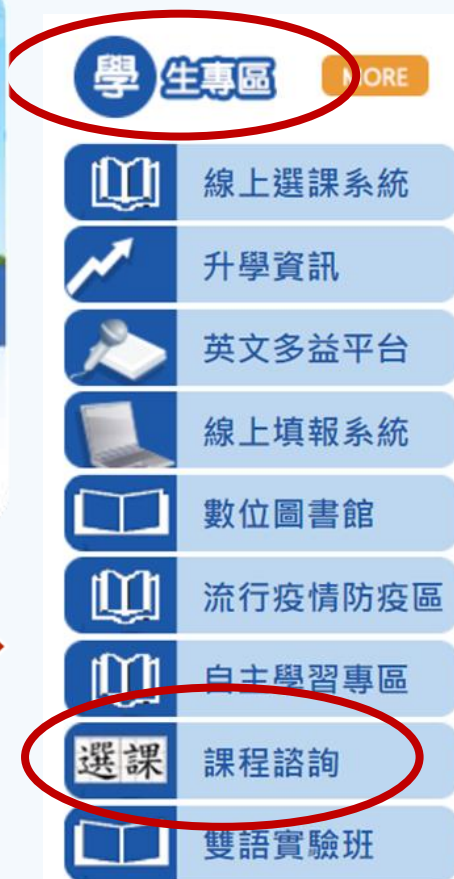 學生專區 MORE
線上選課系統
升學資訊
英文多益平台
線上填報系統
數位圖書館
流行疫情防疫區
自主學習專區
選課 課程諮詢
雙語實驗班